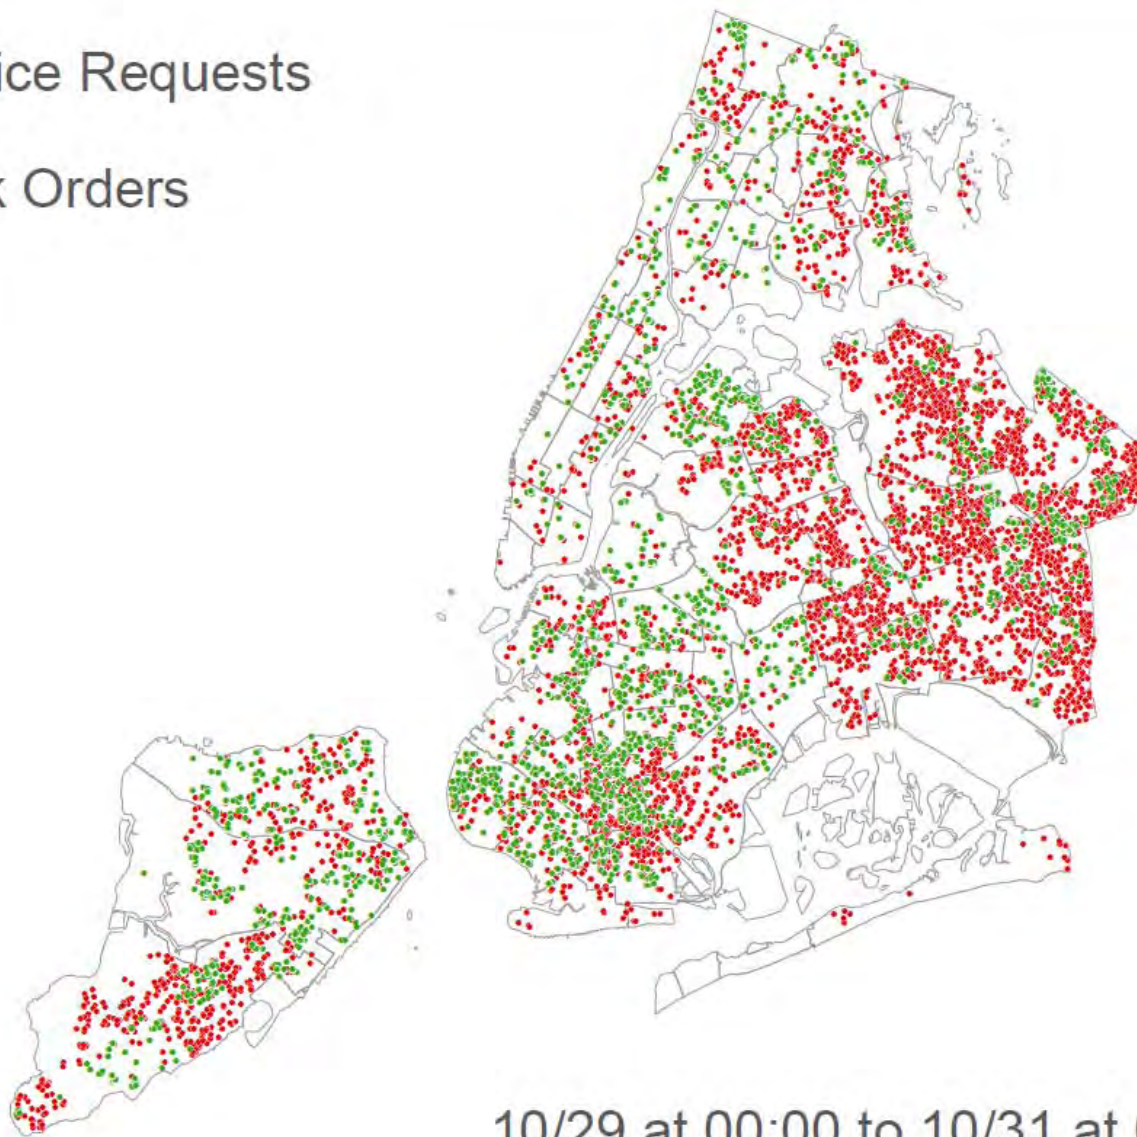 ice Requests
k Orders
10/29 at 00:00 to 10/31 at